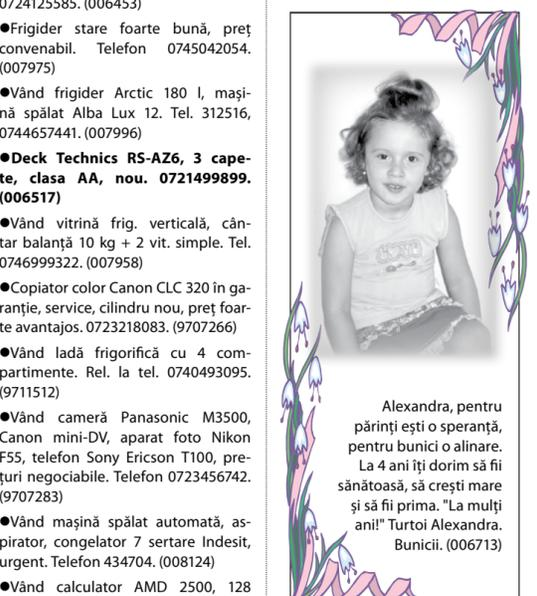 0724125585. (006453)
●Frigider stare foarte bună, preț
convenabil. Telefon 0745042054.
(007975)
●Vând frigider Arctic 180 l, mași-
nă spălat Alba Lux 12. Tel. 312516,
0744657441. (007996)
●Deck Technics RS-AZ6, 3 cape-
te, clasa AA, nou. 0721499899.
(006517)
●Vând vitrină frig. verticală, cân-
tar balanță 10 kg + 2 vit. simple. Tel.
0746999322. (007958)
●Copiator color Canon CLC 320 în ga-
ranție, service, cilindru nou, preț foar-
te avantajos. 0723218083. (9707266)
●Vând ladă frigorifică cu 4 com-
partimente. Rel. la tel. 0740493095.
(9711512)
●Vând cameră Panasonic M3500,
Canon mini-DV, aparat foto Nikon
F55, telefon Sony Ericson T100, pre-
țuri negociabile. Telefon 0723456742.
(9707283)
●Vând mașină spălat automată, as-
pirator, congelator 7 sertare Indesit,
urgent. Telefon 434704. (008124)
●Vând calculator AMD 2500, 128
Alexandra, pentru
părinți ești o speranță,
pentru bunici o alinare.
La 4 ani îți dorim să fii
sănătoasă, să crești mare
și să fii prima. "La mulți
ani!" Turtoi Alexandra.
Bunicii. (006713)